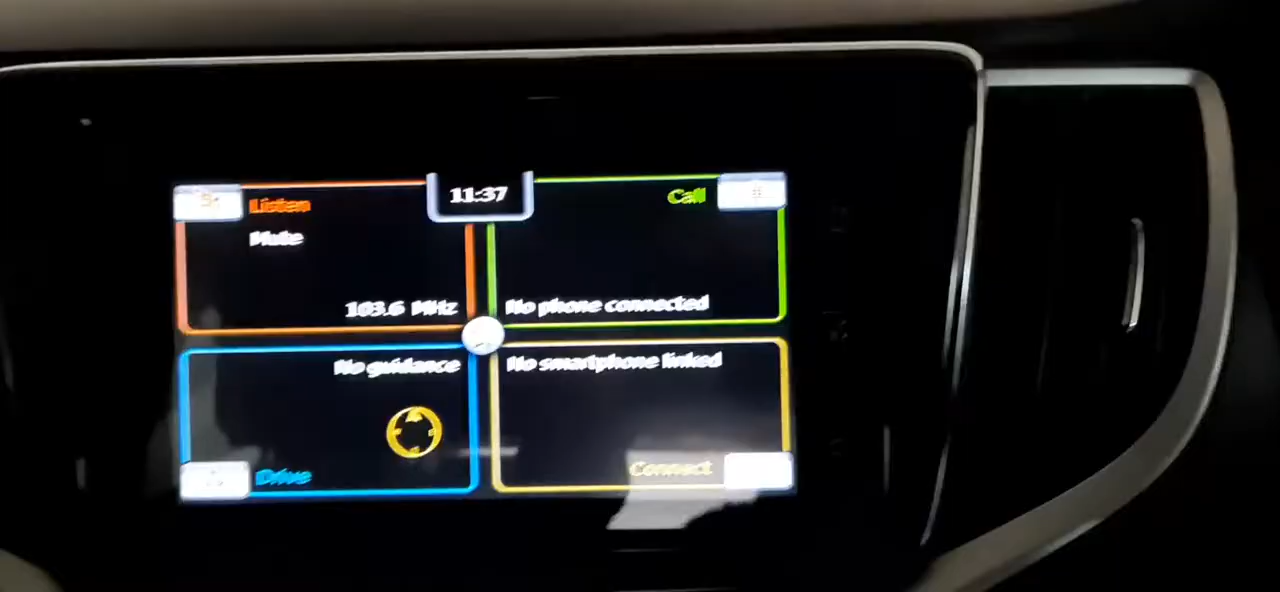 11:37
Listen
Mute
103.6 MHz
Call
No phone connected
No guidance
Drive
No smartphone linked
Connect